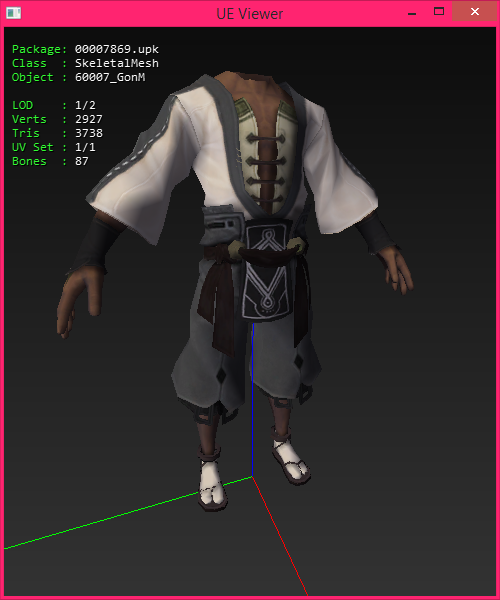 UE Viewer
Package: 00007869.upk
Class : SkeletalMesh
Object : 60007_GonM
LOD : 1/2
Verts : 2927
Tris : 3738
UV Set : 1/1
Bones : 87